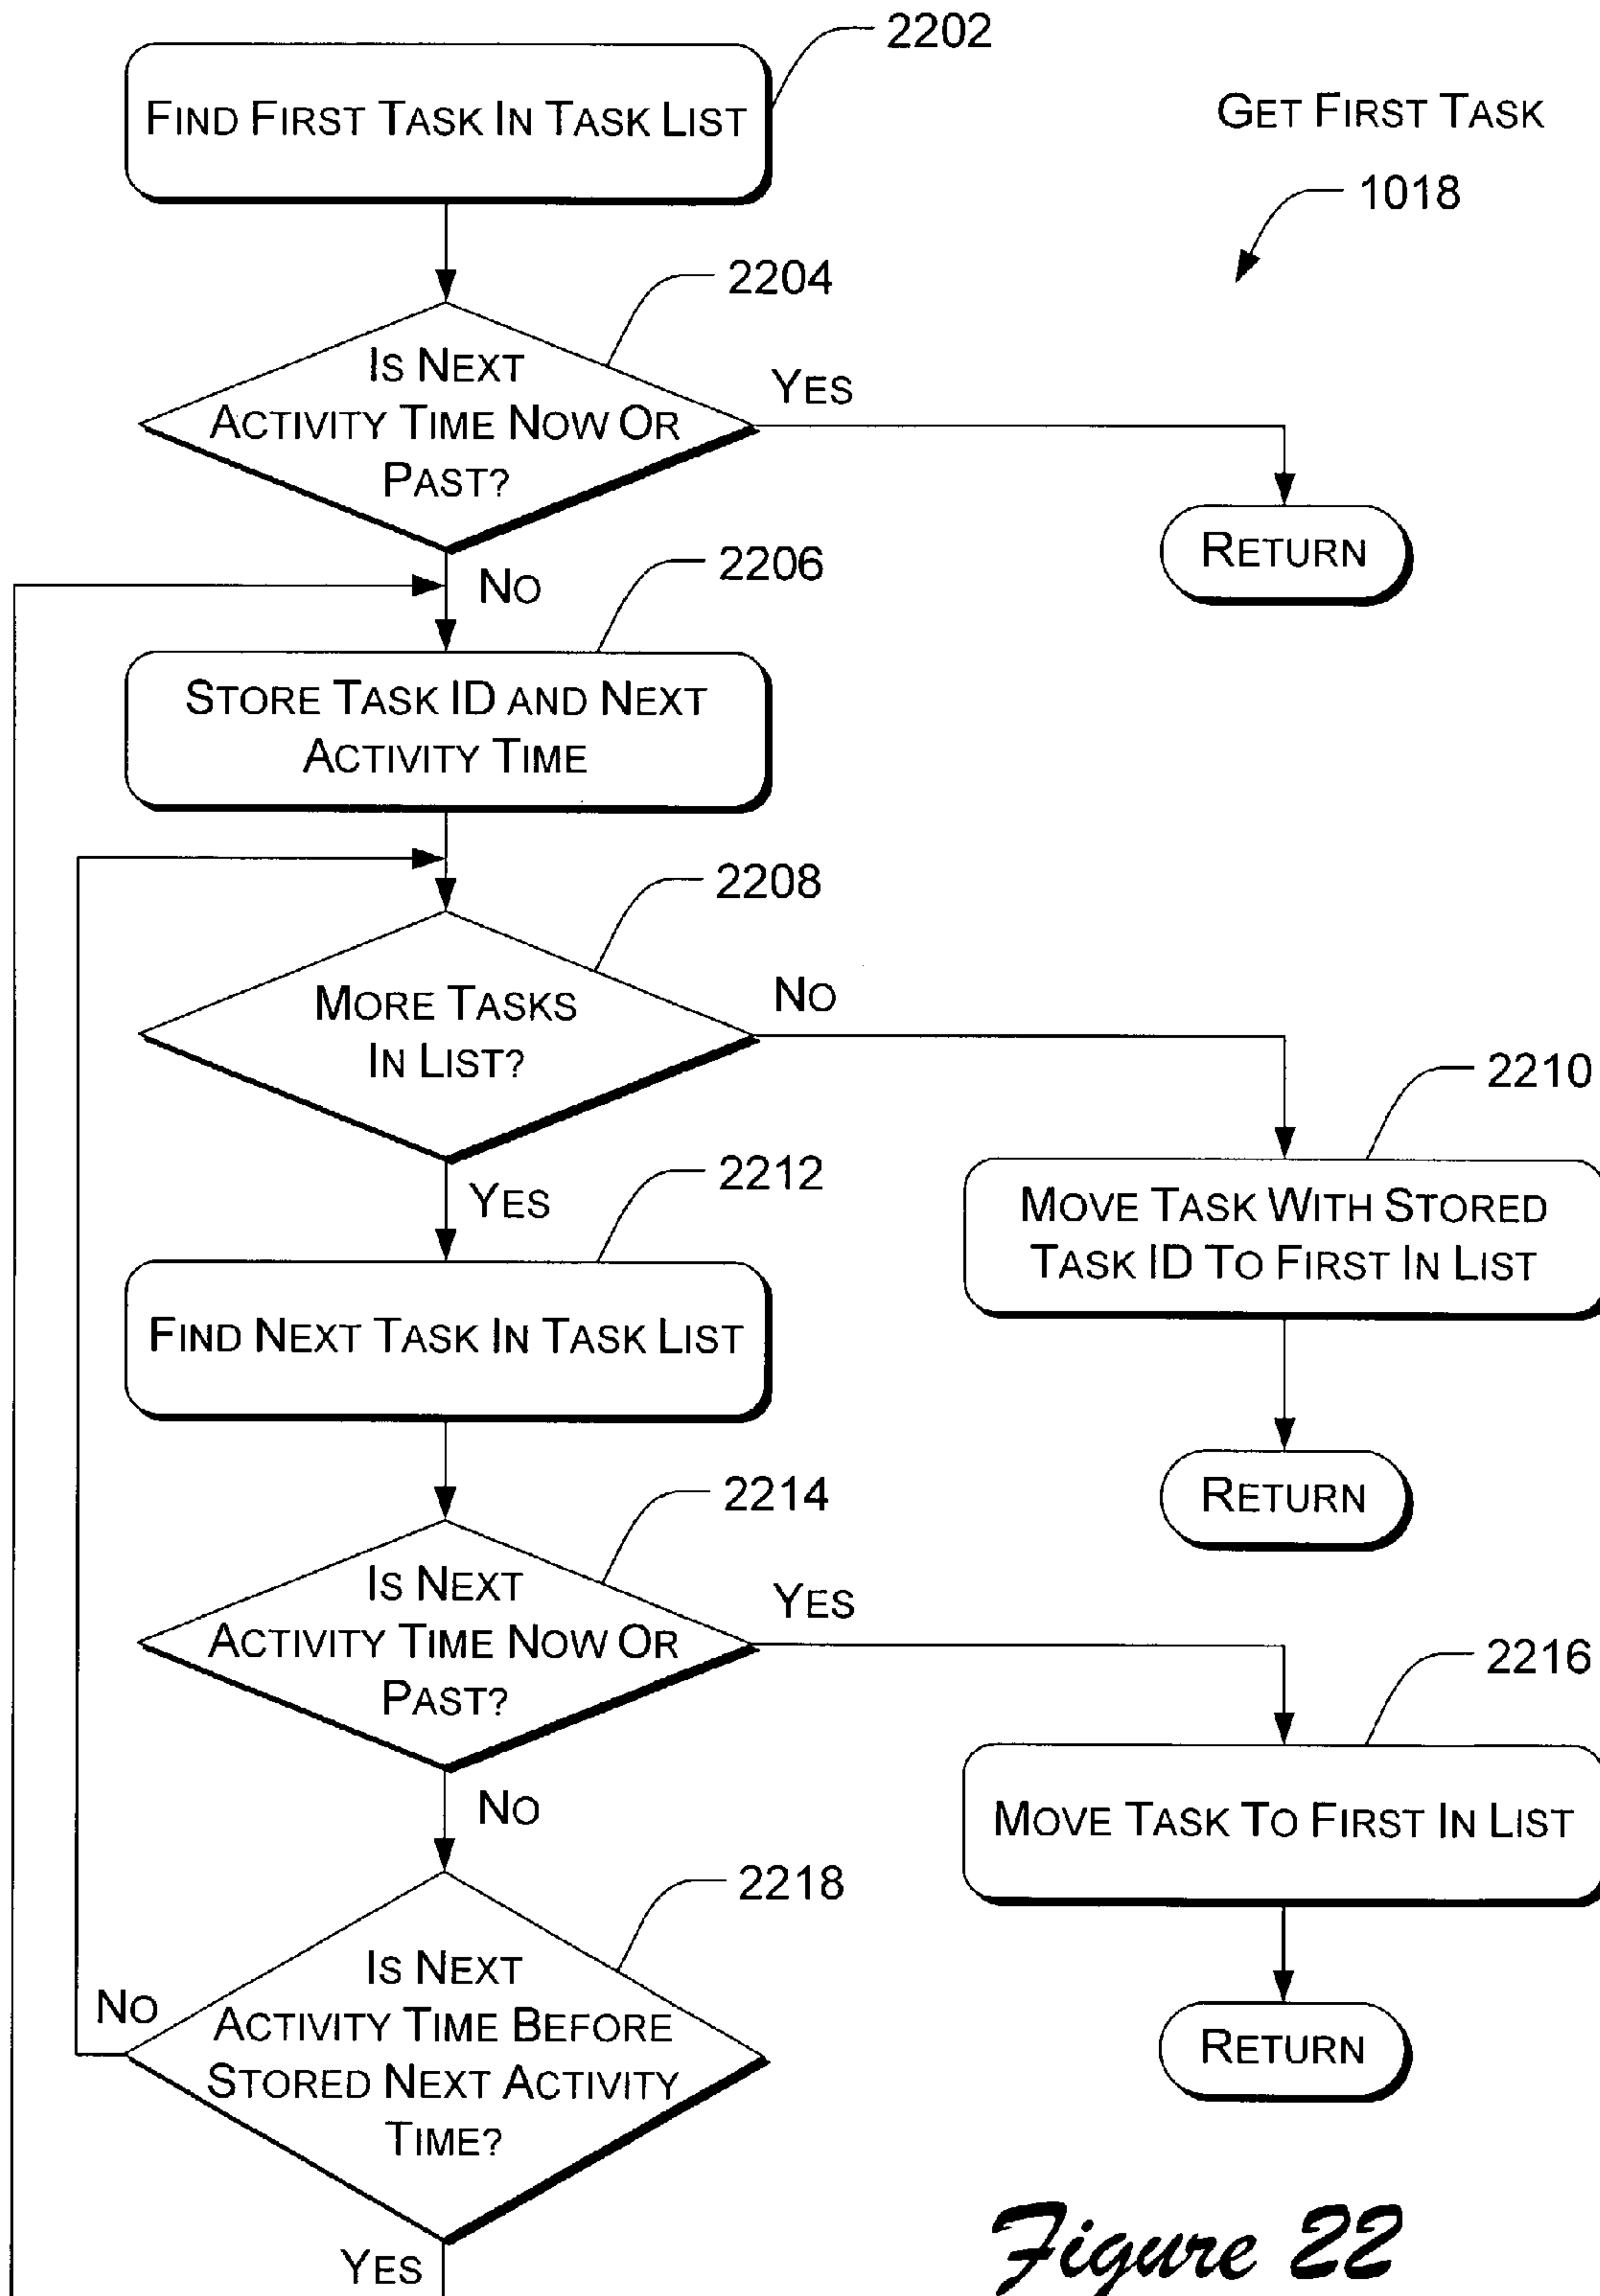 2202
FIND FIRST TASK IN TASK LIST
GET FIRST TASK
1018
2204
IS NEXT
ACTIVITY TIME NOW OR
PAST?
YES
RETURN
NO
2206
STORE TASK ID AND NEXT
ACTIVITY TIME
2208
MORE TASKS
IN LIST?
NO
2210
MOVE TASK WITH STORED
TASK ID TO FIRST IN LIST
RETURN
YES
2212
FIND NEXT TASK IN TASK LIST
2214
IS NEXT
ACTIVITY TIME NOW OR
PAST?
YES
2216
MOVE TASK TO FIRST IN LIST
RETURN
NO
2218
IS NEXT
ACTIVITY TIME BEFORE
STORED NEXT ACTIVITY
TIME?
NO
YES
Figure 22